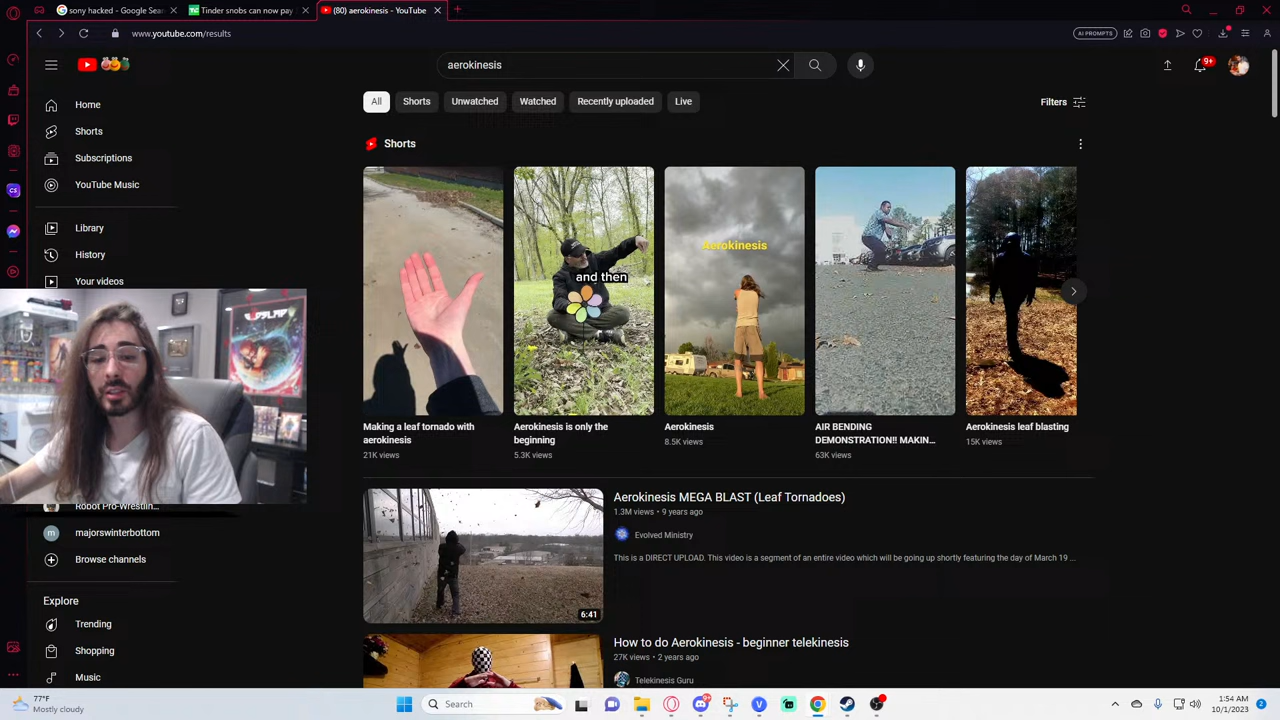 sony hacked - Google Sear
Tinder snobs can now pay
(80) aerokinesis - YouTube
www.youtube.com/results
AI PROMPTS
aerokinesis
9+
All
Shorts
Unwatched
Watched
Recently uploaded
Live
Filters
Home
Shorts
Subscriptions
YouTube Music
Library
History
Your videos
Robot Pro-Wrestlin...
majorswinterbottom
Browse channels
Explore
Trending
Shopping
Music
Shorts
and then
Aerokinesis
Making a leaf tornado with
aerokinesis
21K views
Aerokinesis is only the
beginning
5.3K views
Aerokinesis
8.5K views
AIR BENDING
DEMONSTRATION!! MAKIN...
63K views
Aerokinesis leaf blasting
15K views
6:41
Aerokinesis MEGA BLAST (Leaf Tornadoes)
1.3M views • 9 years ago
Evolved Ministry
This is a DIRECT UPLOAD. This video is a segment of an entire video which will be going up shortly featuring the day of March 19 ...
How to do Aerokinesis - beginner telekinesis
27K views • 2 years ago
Telekinesis Guru
77°F
Mostly cloudy
Search
1:54 AM
10/1/2023